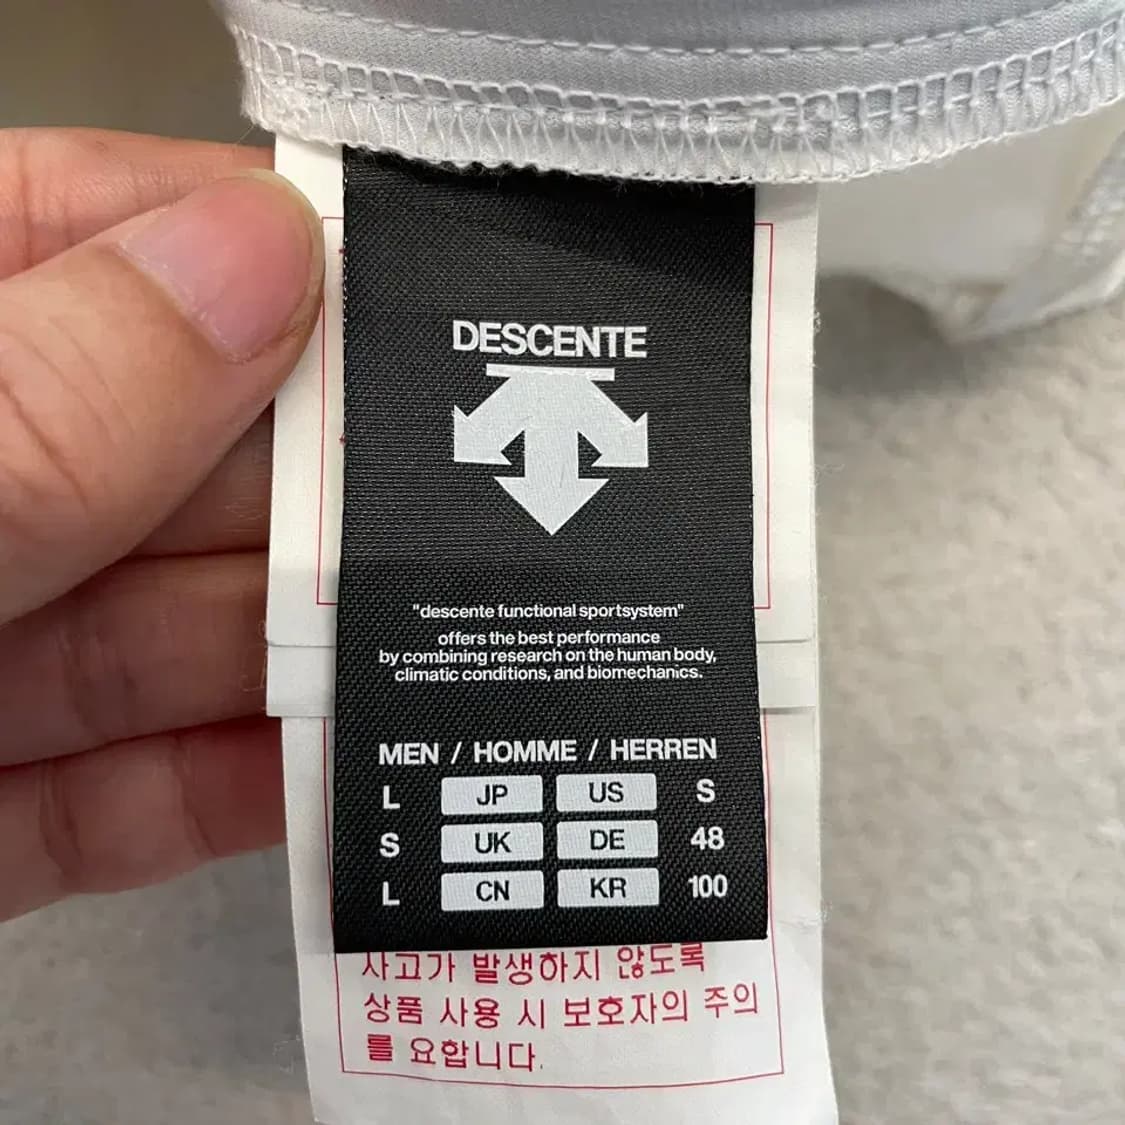 DESCENTE
"descente functional sportsystem"
offers the best performance
by combining research on the human body,
climatic conditions, and biomechanics.
MEN / HOMME / HERREN
L JP US S
S UK DE 48
L CN KR 100
사고가 발생하지 않도록
상품 사용 시 보호자의 주의
를 요합니다.